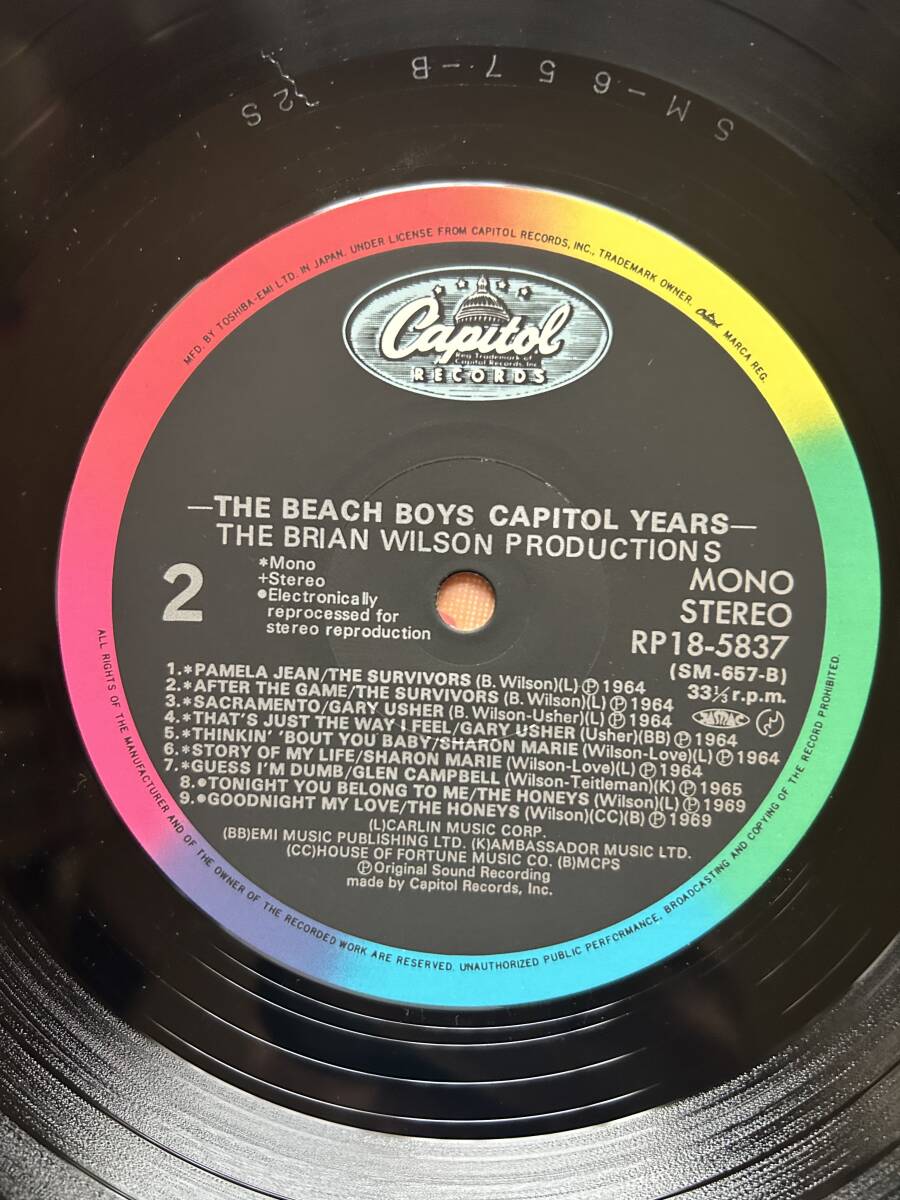 SM-657-B 12S
MFD. BY TOSHIBA-EMI LTD. IN JAPAN, UNDER LICENSE FROM CAPITOL RECORDS, INC., TRADEMARK OWNER. Capitol MARCA REG.
Capitol
Reg. Trademark of
Capitol Records, Inc.
RECORDS
—THE BEACH BOYS CAPITOL YEARS—
THE BRIAN WILSON PRODUCTIONS
2
*Mono
+Stereo
●Electronically
reprocessed for
stereo reproduction
MONO
STEREO
RP18-5837
(SM-657-B)
33⅓ r.p.m.
JASRAC
1.*PAMELA JEAN/THE SURVIVORS (B. Wilson)(L) Ⓟ 1964
2.*AFTER THE GAME/THE SURVIVORS (B. Wilson)(L) Ⓟ 1964
3.*SACRAMENTO/GARY USHER (B. Wilson-Usher)(L) Ⓟ 1964
4.*THAT'S JUST THE WAY I FEEL/GARY USHER (Usher)(BB) Ⓟ 1964
5.*THINKIN' 'BOUT YOU BABY/SHARON MARIE (Wilson-Love)(L) Ⓟ 1964
6.*STORY OF MY LIFE/SHARON MARIE (Wilson-Love)(L) Ⓟ 1964
7.*GUESS I'M DUMB/GLEN CAMPBELL (Wilson-Teitleman)(K) Ⓟ 1965
8.●TONIGHT YOU BELONG TO ME/THE HONEYS (Wilson)(L) Ⓟ 1969
9.●GOODNIGHT MY LOVE/THE HONEYS (Wilson)(CC)(B) Ⓟ 1969
(L)CARLIN MUSIC CORP.
(BB)EMI MUSIC PUBLISHING LTD. (K)AMBASSADOR MUSIC LTD.
(CC)HOUSE OF FORTUNE MUSIC CO. (B)MCPS
Ⓟ Original Sound Recording
made by Capitol Records, Inc.
ALL RIGHTS OF THE MANUFACTURER AND OF THE OWNER OF THE RECORDED WORK ARE RESERVED. UNAUTHORIZED PUBLIC PERFORMANCE, BROADCASTING AND COPYING OF THE RECORD PROHIBITED.